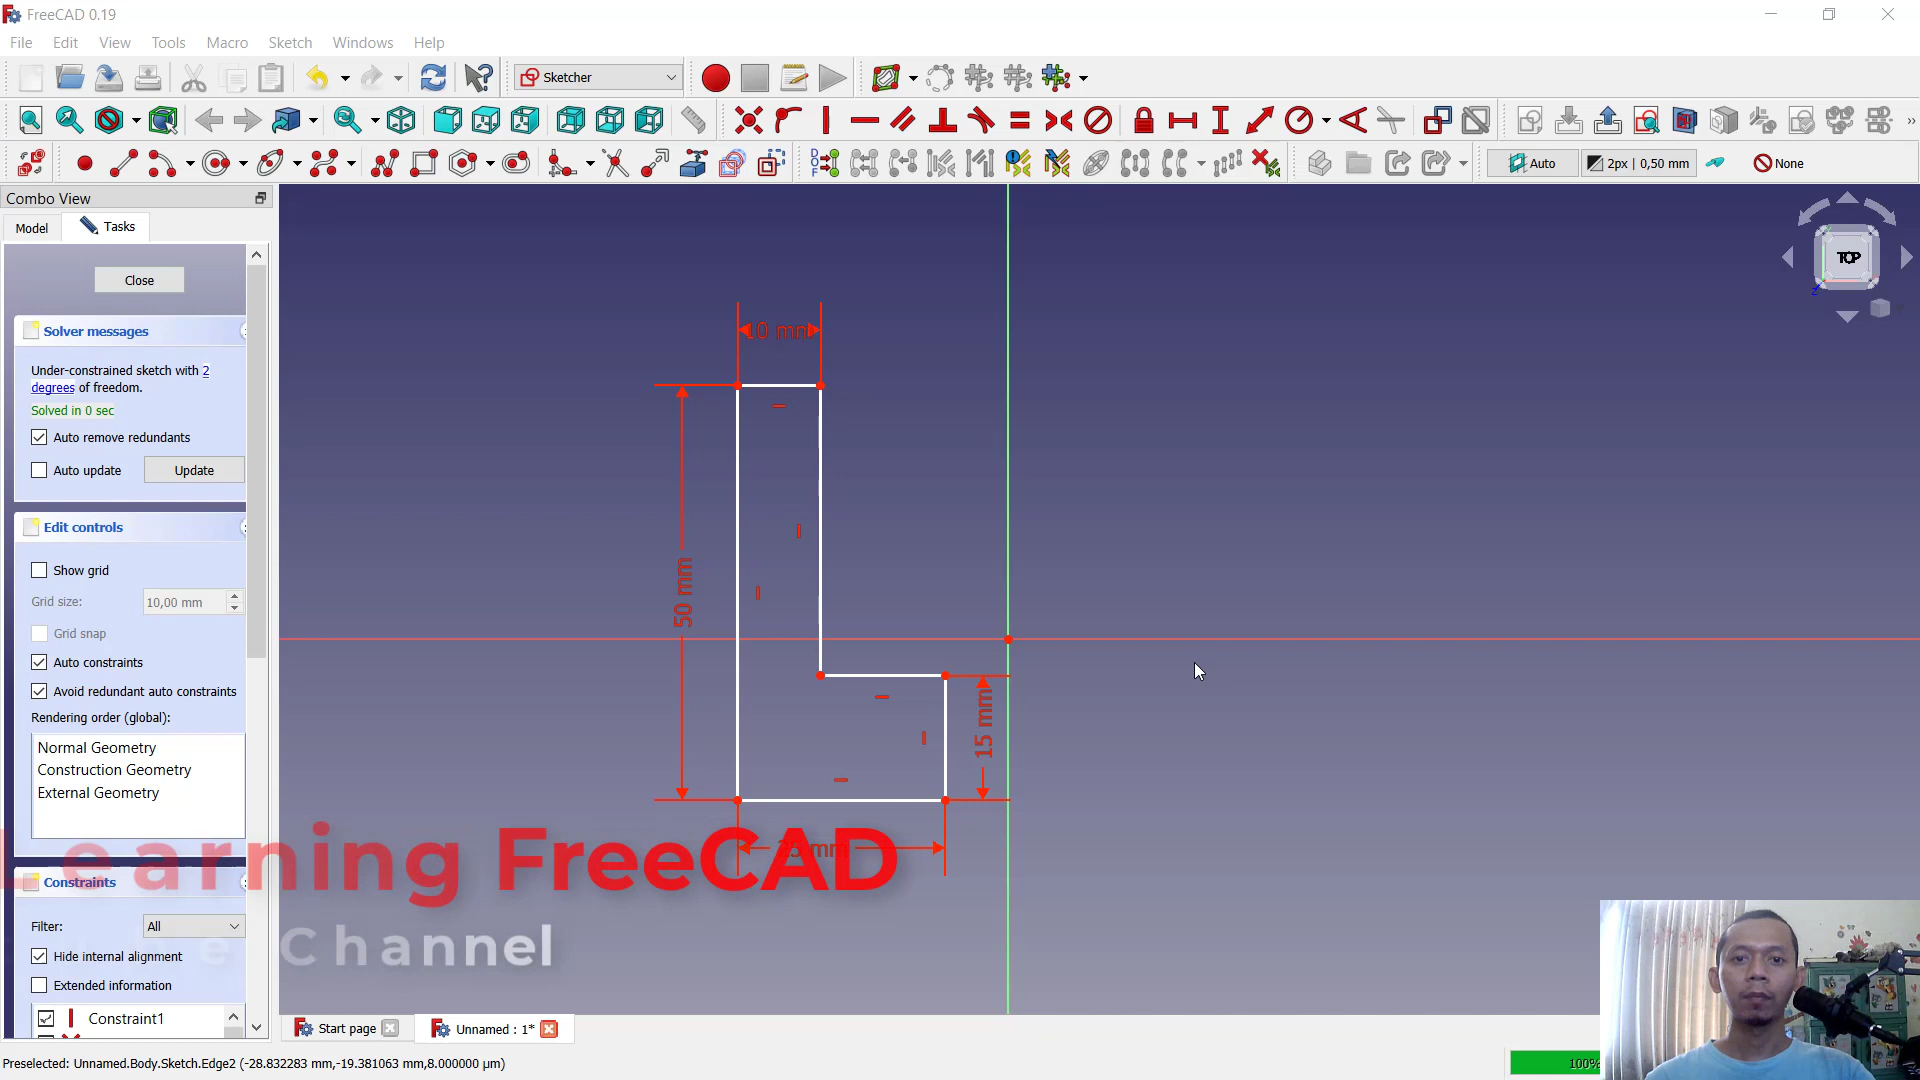 FreeCAD 0.19
File Edit View Tools Macro Sketch Windows Help
Sketcher
Auto 2px | 0,50 mm None
Combo View
Model Tasks
Close
Solver messages
Under-constrained sketch with 2
degrees of freedom.
Solved in 0 sec
Auto remove redundants
Auto update Update
Edit controls
Show grid
Grid size: 10,00 mm
Grid snap
Auto constraints
Avoid redundant auto constraints
Rendering order (global):
Normal Geometry
Construction Geometry
External Geometry
Constraints
Filter: All
Hide internal alignment
Extended information
Constraint1
TOP
Z
10 mm
50 mm
15 mm
25 mm
Learning FreeCAD
Channel
Start page Unnamed : 1*
Preselected: Unnamed.Body.Sketch.Edge2 (-28.832283 mm,-19.381063 mm,8.000000 µm)
100%